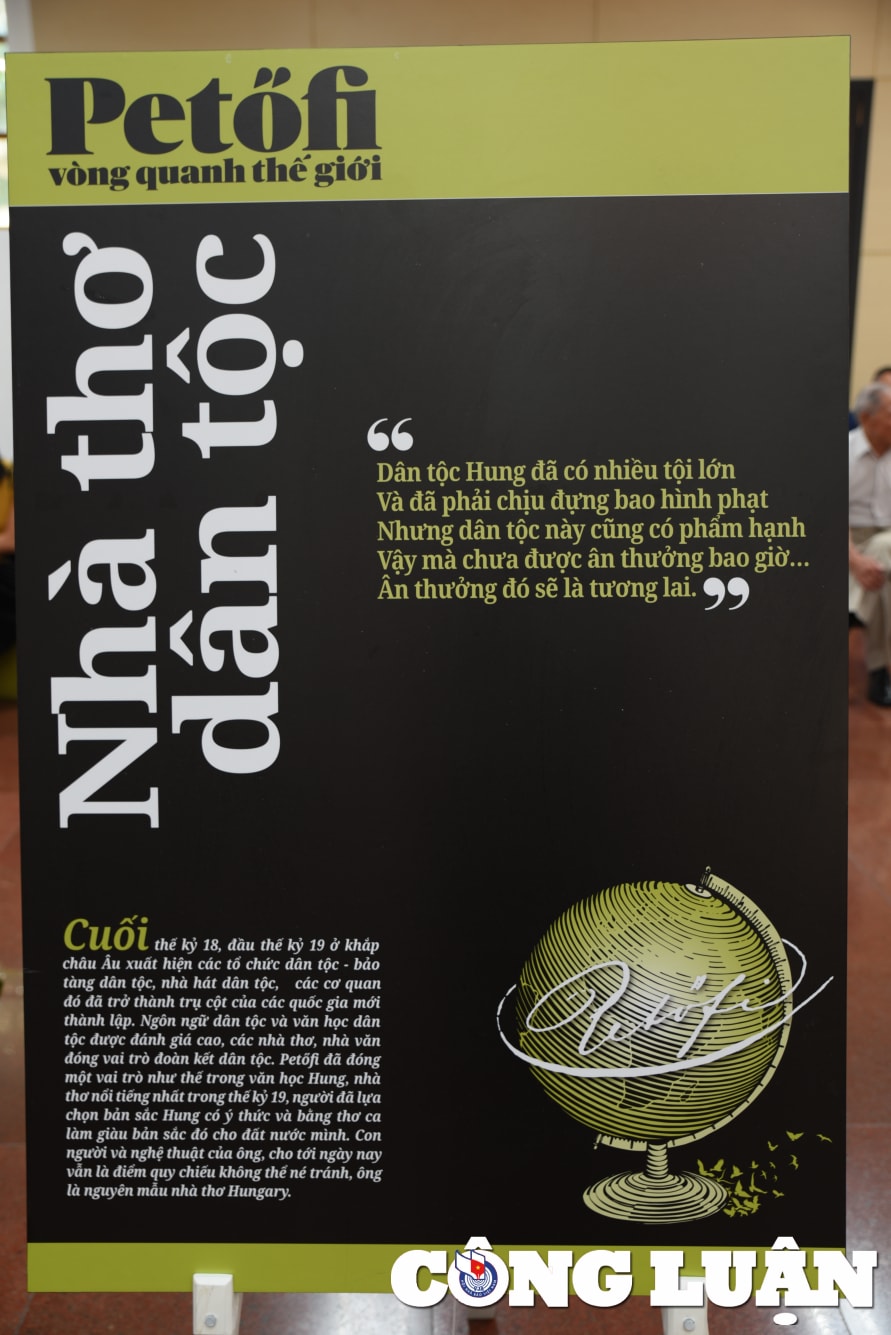 Petőfi
vòng quanh thế giới
Nhà thơ
dân tộc
“
Dân tộc Hung đã có nhiều tội lớn
Và đã phải chịu đựng bao hình phạt
Nhưng dân tộc này cũng có phẩm hạnh
Vậy mà chưa được ân thưởng bao giờ...
Ân thưởng đó sẽ là tương lai. ”
Cuối thế kỷ 18, đầu thế kỷ 19 ở khắp
châu Âu xuất hiện các tổ chức dân tộc - bảo
tàng dân tộc, nhà hát dân tộc, các cơ quan
đó đã trở thành trụ cột của các quốc gia mới
thành lập. Ngôn ngữ dân tộc và văn học dân
tộc được đánh giá cao, các nhà thơ, nhà văn
đóng vai trò đoàn kết dân tộc. Petőfi đã đóng
một vai trò như thế trong văn học Hung, nhà
thơ nổi tiếng nhất trong thế kỷ 19, người đã lựa
chọn bản sắc Hung có ý thức và bằng thơ ca
làm giàu bản sắc đó cho đất nước mình. Con
người và nghệ thuật của ông, cho tới ngày nay
vẫn là điểm quy chiếu không thể né tránh, ông
là nguyên mẫu nhà thơ Hungary.
Petőfi
CÔNG LUẬN